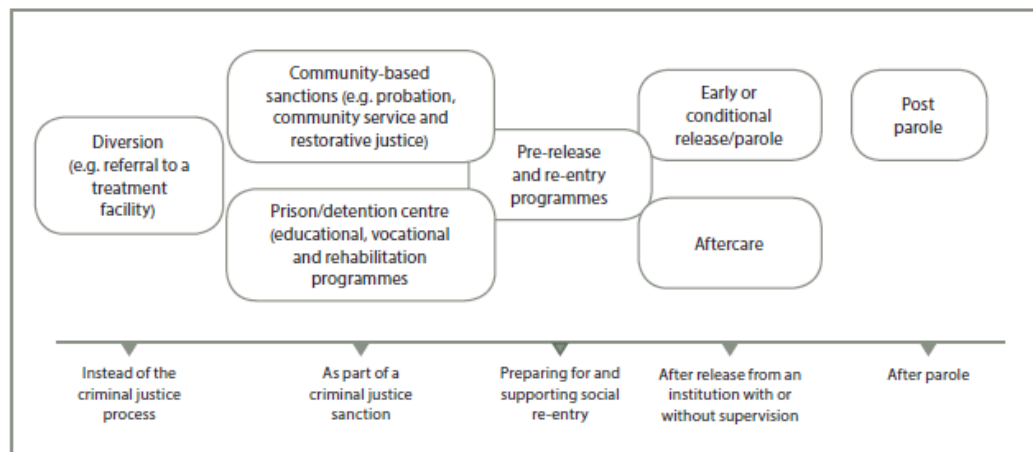 Diversion
(e.g. referral to a
treatment
facility)
Community-based
sanctions (e.g. probation,
community service and
restorative justice)
Prison/detention centre
(educational, vocational
and rehabilitation
programmes
Pre-release
and re-entry
programmes
Early or
conditional
release/parole
Aftercare
Post
parole
Instead of the
criminal justice
process
As part of a
criminal justice
sanction
Preparing for and
supporting social
re-entry
After release from an
institution with or
without supervision
After parole